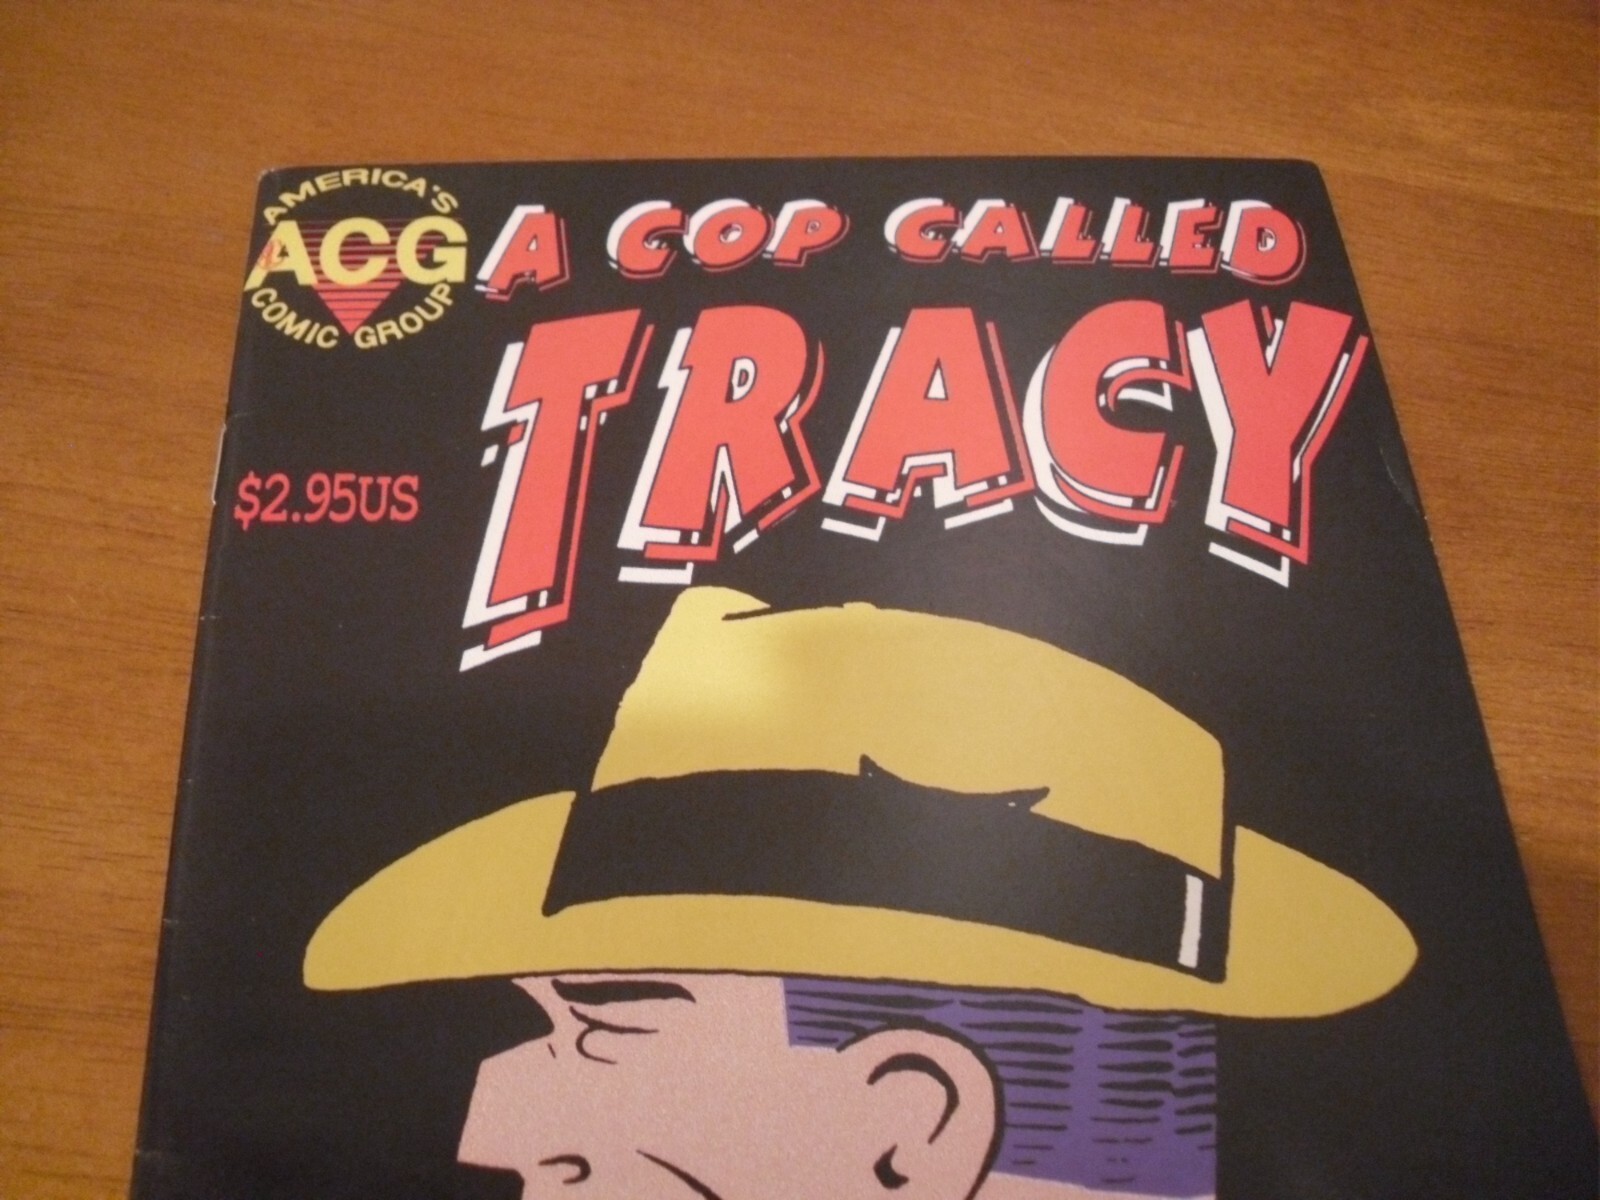 AMERICA'S
ACG
COMIC GROUP
A COP CALLED
TRACY
$2.95US